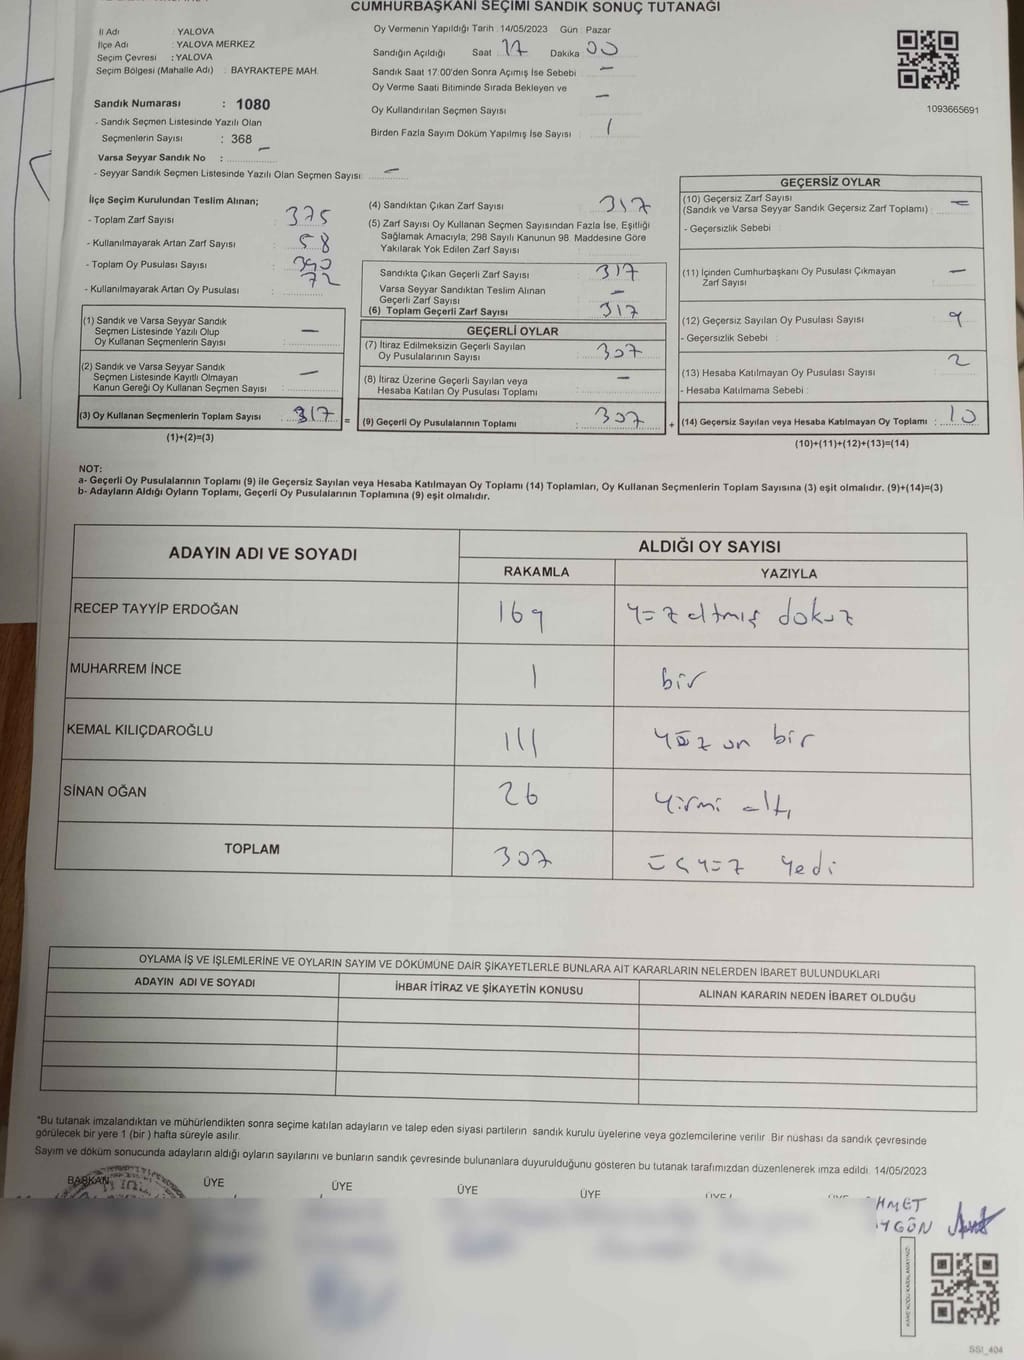 CUMHURBAŞKANI SEÇİMİ SANDIK SONUÇ TUTANAĞI
İl Adı : YALOVA
İlçe Adı : YALOVA MERKEZ
Seçim Çevresi : YALOVA
Seçim Bölgesi (Mahalle Adı) : BAYRAKTEPE MAH.
Sandık Numarası : 1080
- Sandık Seçmen Listesinde Yazılı Olan
Seçmenlerin Sayısı : 368
Varsa Seyyar Sandık No : –
- Seyyar Sandık Seçmen Listesinde Yazılı Olan Seçmen Sayısı : –
Oy Vermenin Yapıldığı Tarih : 14/05/2023 Gün : Pazar
Sandığın Açıldığı Saat 17 Dakika 00
Sandık Saat 17:00'den Sonra Açımış İse Sebebi –
Oy Verme Saati Bitiminde Sırada Bekleyen ve
Oy Kullandırılan Seçmen Sayısı –
Birden Fazla Sayım Döküm Yapılmış İse Sayısı : /
1093665691
İlçe Seçim Kurulundan Teslim Alınan;
- Toplam Zarf Sayısı : 375
- Kullanılmayarak Artan Zarf Sayısı : 58
- Toplam Oy Pusulası Sayısı : 390
- Kullanılmayarak Artan Oy Pusulası : 72
(1) Sandık ve Varsa Seyyar Sandık
Seçmen Listesinde Yazılı Olup
Oy Kullanan Seçmenlerin Sayısı : –
(2) Sandık ve Varsa Seyyar Sandık
Seçmen Listesinde Kayıtlı Olmayan
Kanun Gereği Oy Kullanan Seçmen Sayısı : –
(3) Oy Kullanan Seçmenlerin Toplam Sayısı : 317 =
(1)+(2)=(3)
(4) Sandıktan Çıkan Zarf Sayısı : 317
(5) Zarf Sayısı Oy Kullanan Seçmen Sayısından Fazla İse, Eşitliği
Sağlamak Amacıyla, 298 Sayılı Kanunun 98. Maddesine Göre
Yakılarak Yok Edilen Zarf Sayısı :
Sandıkta Çıkan Geçerli Zarf Sayısı : 317
Varsa Seyyar Sandıktan Teslim Alınan
Geçerli Zarf Sayısı : –
(6) Toplam Geçerli Zarf Sayısı : 317
GEÇERLİ OYLAR
(7) İtiraz Edilmeksizin Geçerli Sayılan
Oy Pusulalarının Sayısı : 307
(8) İtiraz Üzerine Geçerli Sayılan veya
Hesaba Katılan Oy Pusulası Toplamı : –
(9) Geçerli Oy Pusulalarının Toplamı : 307 +
GEÇERSİZ OYLAR
(10) Geçersiz Zarf Sayısı
(Sandık ve Varsa Seyyar Sandık Geçersiz Zarf Toplamı) : –
- Geçersizlik Sebebi :
(11) İçinden Cumhurbaşkanı Oy Pusulası Çıkmayan
Zarf Sayısı : –
(12) Geçersiz Sayılan Oy Pusulası Sayısı : 9
- Geçersizlik Sebebi :
(13) Hesaba Katılmayan Oy Pusulası Sayısı : 2
- Hesaba Katılmama Sebebi :
(14) Geçersiz Sayılan veya Hesaba Katılmayan Oy Toplamı : 10
(10)+(11)+(12)+(13)=(14)
NOT:
a- Geçerli Oy Pusulalarının Toplamı (9) ile Geçersiz Sayılan veya Hesaba Katılmayan Oy Toplamı (14) Toplamları, Oy Kullanan Seçmenlerin Toplam Sayısına (3) eşit olmalıdır. (9)+(14)=(3)
b- Adayların Aldığı Oyların Toplamı, Geçerli Oy Pusulalarının Toplamına (9) eşit olmalıdır.
ADAYIN ADI VE SOYADI ALDIĞI OY SAYISI
RAKAMLA YAZIYLA
RECEP TAYYİP ERDOĞAN 169 yüz altmış dokuz
MUHARREM İNCE 1 bir
KEMAL KILIÇDAROĞLU 111 yüz on bir
SİNAN OĞAN 26 yirmi altı
TOPLAM 307 üç yüz yedi
OYLAMA İŞ VE İŞLEMLERİNE VE OYLARIN SAYIM VE DÖKÜMÜNE DAİR ŞİKAYETLERLE BUNLARA AİT KARARLARIN NELERDEN İBARET BULUNDUKLARI
ADAYIN ADI VE SOYADI İHBAR İTİRAZ VE ŞİKAYETİN KONUSU ALINAN KARARIN NEDEN İBARET OLDUĞU
"Bu tutanak imzalandıktan ve mühürlendikten sonra seçime katılan adayların ve talep eden siyasi partilerin sandık kurulu üyelerine veya gözlemcilerine verilir. Bir nüshası da sandık çevresinde
görülecek bir yere 1 (bir ) hafta süreyle asılır.
Sayım ve döküm sonucunda adayların aldığı oyların sayılarını ve bunların sandık çevresinde bulunanlara duyurulduğunu gösteren bu tutanak tarafımızdan düzenlenerek imza edildi. 14/05/2023
BAŞKAN ÜYE ÜYE ÜYE ÜYE ÜYE
SSI_404